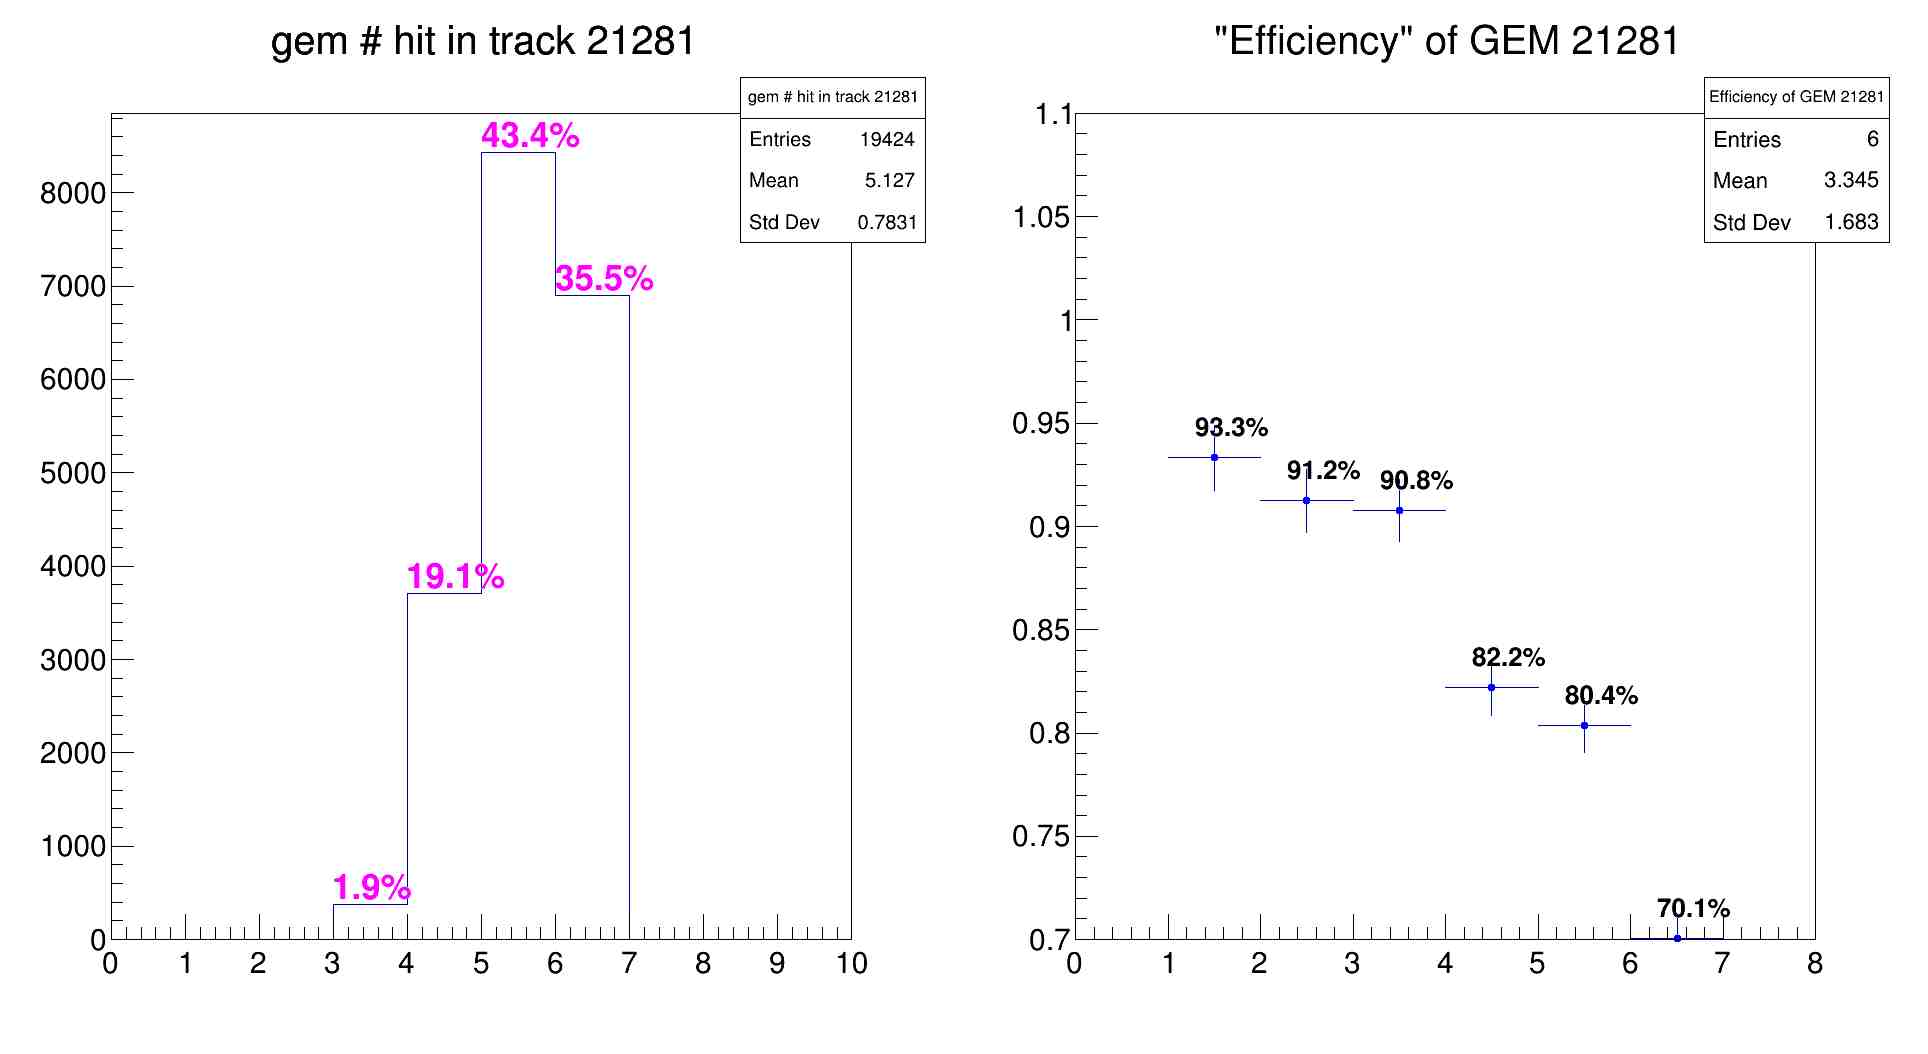 gem # hit in track 21281
gem # hit in track 21281
Entries 19424
Mean 5.127
Std Dev 0.7831
43.4%
35.5%
19.1%
1.9%
8000
7000
6000
5000
4000
3000
2000
1000
0
0 1 2 3 4 5 6 7 8 9 10
"Efficiency" of GEM 21281
Efficiency of GEM 21281
Entries 6
Mean 3.345
Std Dev 1.683
1.1
1.05
1
0.95
0.9
0.85
0.8
0.75
0.7
93.3%
91.2%
90.8%
82.2%
80.4%
70.1%
0 1 2 3 4 5 6 7 8